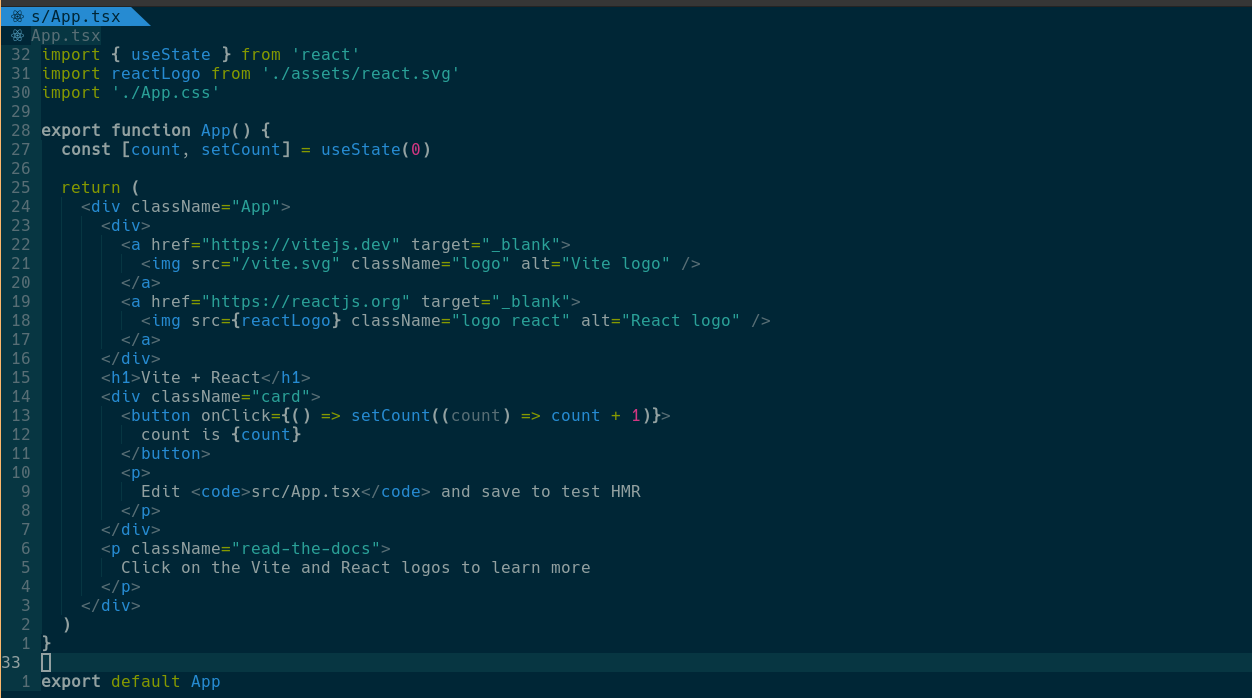 s/App.tsx
App.tsx
32 import { useState } from 'react'
31 import reactLogo from './assets/react.svg'
30 import './App.css'
29
28 export function App() {
27   const [count, setCount] = useState(0)
26
25   return (
24     <div className="App">
23       <div>
22         <a href="https://vitejs.dev" target="_blank">
21           <img src="/vite.svg" className="logo" alt="Vite logo" />
20         </a>
19         <a href="https://reactjs.org" target="_blank">
18           <img src={reactLogo} className="logo react" alt="React logo" />
17         </a>
16       </div>
15       <h1>Vite + React</h1>
14       <div className="card">
13         <button onClick={() => setCount((count) => count + 1)}>
12           count is {count}
11         </button>
10         <p>
9           Edit <code>src/App.tsx</code> and save to test HMR
8         </p>
7       </div>
6       <p className="read-the-docs">
5         Click on the Vite and React logos to learn more
4       </p>
3     </div>
2   )
1 }
33
1 export default App